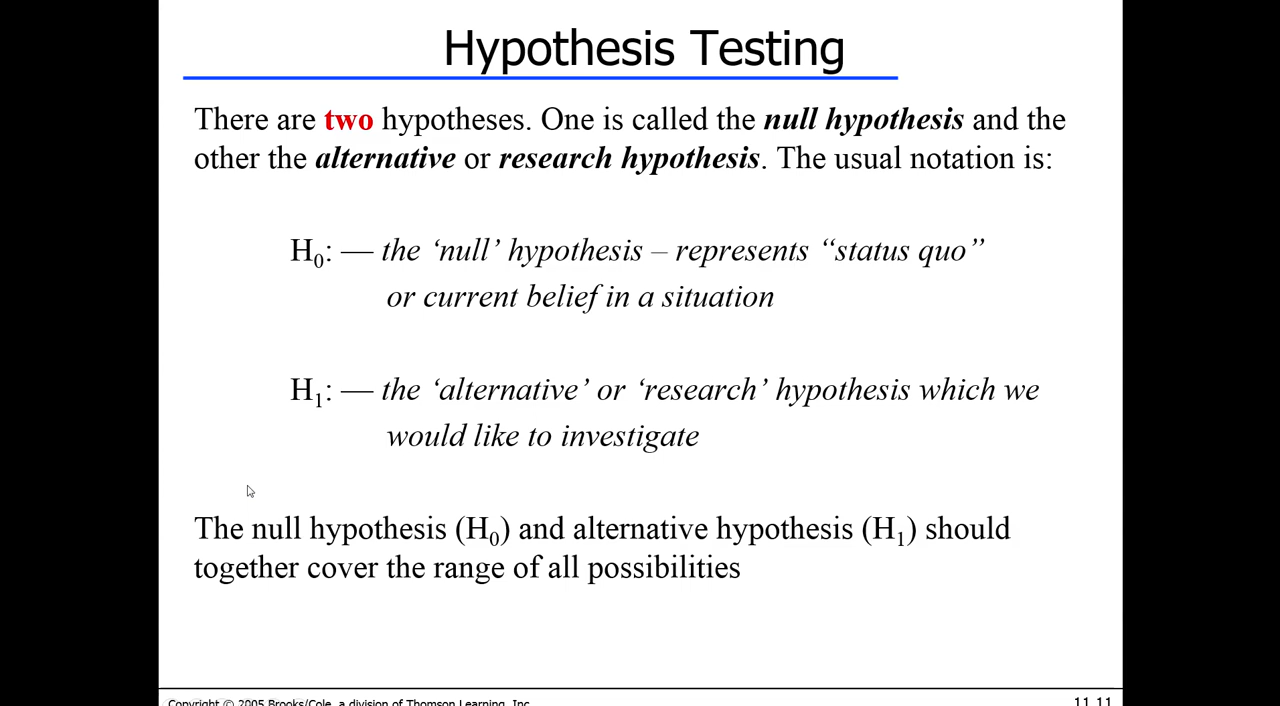 Hypothesis Testing
There are two hypotheses. One is called the null hypothesis and the
other the alternative or research hypothesis. The usual notation is:
H₀: — the ‘null’ hypothesis – represents “status quo”
or current belief in a situation
H₁: — the ‘alternative’ or ‘research’ hypothesis which we
would like to investigate
The null hypothesis (H₀) and alternative hypothesis (H₁) should
together cover the range of all possibilities
Copyright © 2005 Brooks/Cole, a division of Thomson Learning, Inc.
11.11